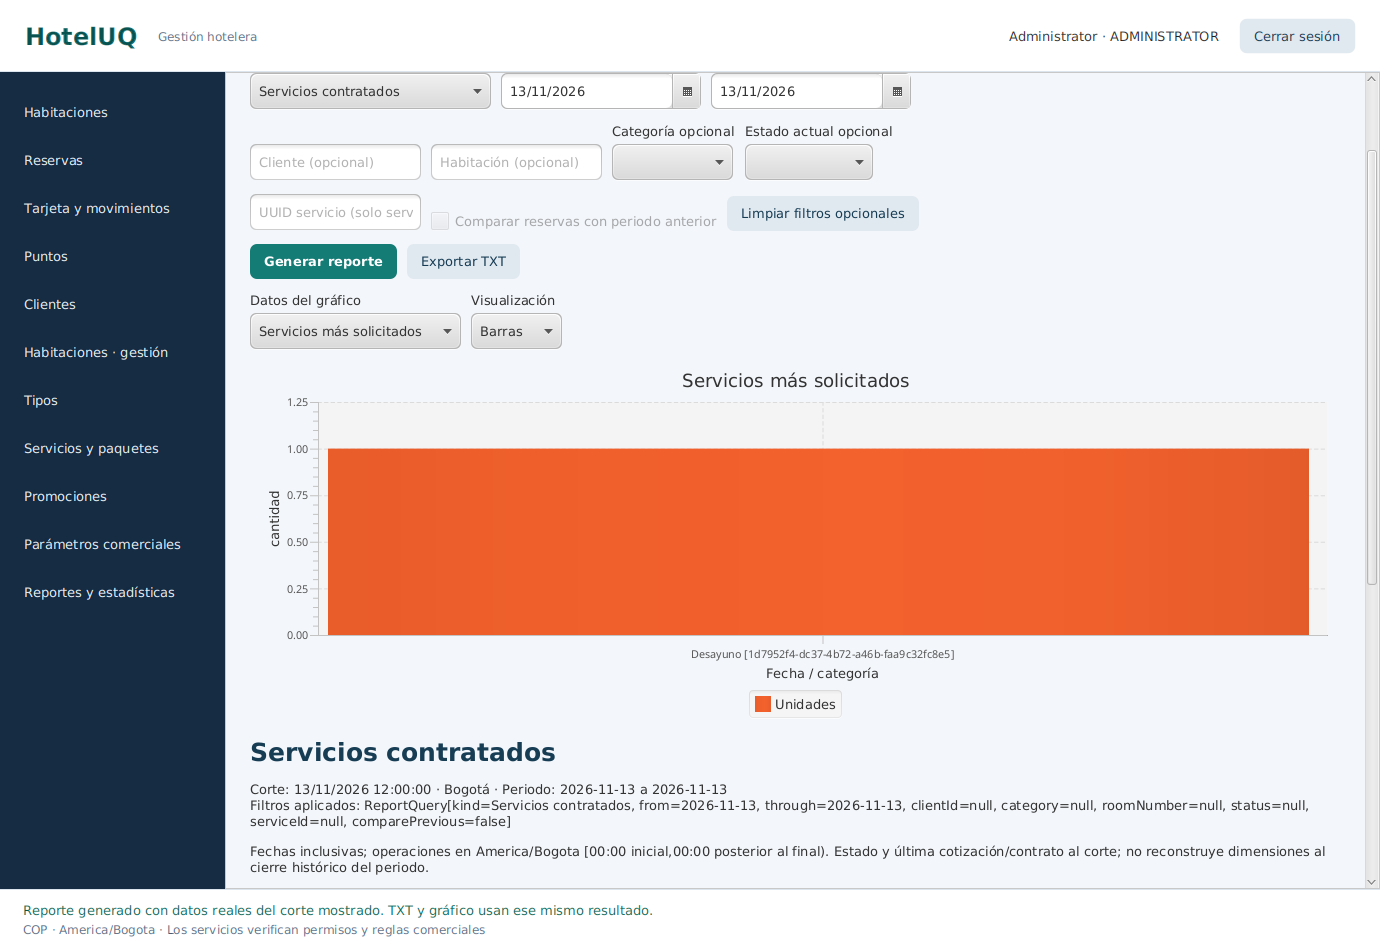 HotelUQ
Gestión hotelera
Administrator · ADMINISTRATOR
Cerrar sesión
Habitaciones
Reservas
Tarjeta y movimientos
Puntos
Clientes
Habitaciones · gestión
Tipos
Servicios y paquetes
Promociones
Parámetros comerciales
Reportes y estadísticas
Servicios contratados
13/11/2026
13/11/2026
Categoría opcional
Estado actual opcional
Cliente (opcional)
Habitación (opcional)
UUID servicio (solo serv
Comparar reservas con periodo anterior
Limpiar filtros opcionales
Generar reporte
Exportar TXT
Datos del gráfico
Visualización
Servicios más solicitados
Barras
Servicios más solicitados
1.25
1.00
0.75
0.50
0.25
0.00
cantidad
Desayuno [1d7952f4-dc37-4b72-a46b-faa9c32fc8e5]
Fecha / categoría
Unidades
Servicios contratados
Corte: 13/11/2026 12:00:00 · Bogotá · Periodo: 2026-11-13 a 2026-11-13
Filtros aplicados: ReportQuery[kind=Servicios contratados, from=2026-11-13, through=2026-11-13, clientId=null, category=null, roomNumber=null, status=null,
serviceId=null, comparePrevious=false]
Fechas inclusivas; operaciones en America/Bogota [00:00 inicial,00:00 posterior al final). Estado y última cotización/contrato al corte; no reconstruye dimensiones al
cierre histórico del periodo.
Reporte generado con datos reales del corte mostrado. TXT y gráfico usan ese mismo resultado.
COP · America/Bogota · Los servicios verifican permisos y reglas comerciales